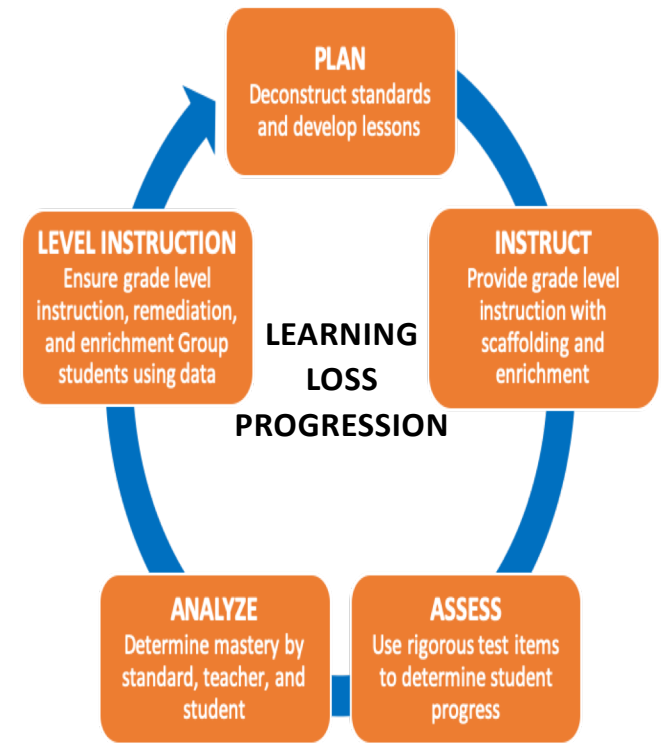 PLAN
Deconstruct standards
and develop lessons
INSTRUCT
Provide grade level
instruction with
scaffolding and
enrichment
ASSESS
Use rigorous test items
to determine student
progress
ANALYZE
Determine mastery by
standard, teacher, and
student
LEVEL INSTRUCTION
Ensure grade level
instruction, remediation,
and enrichment Group
students using data
LEARNING
LOSS
PROGRESSION